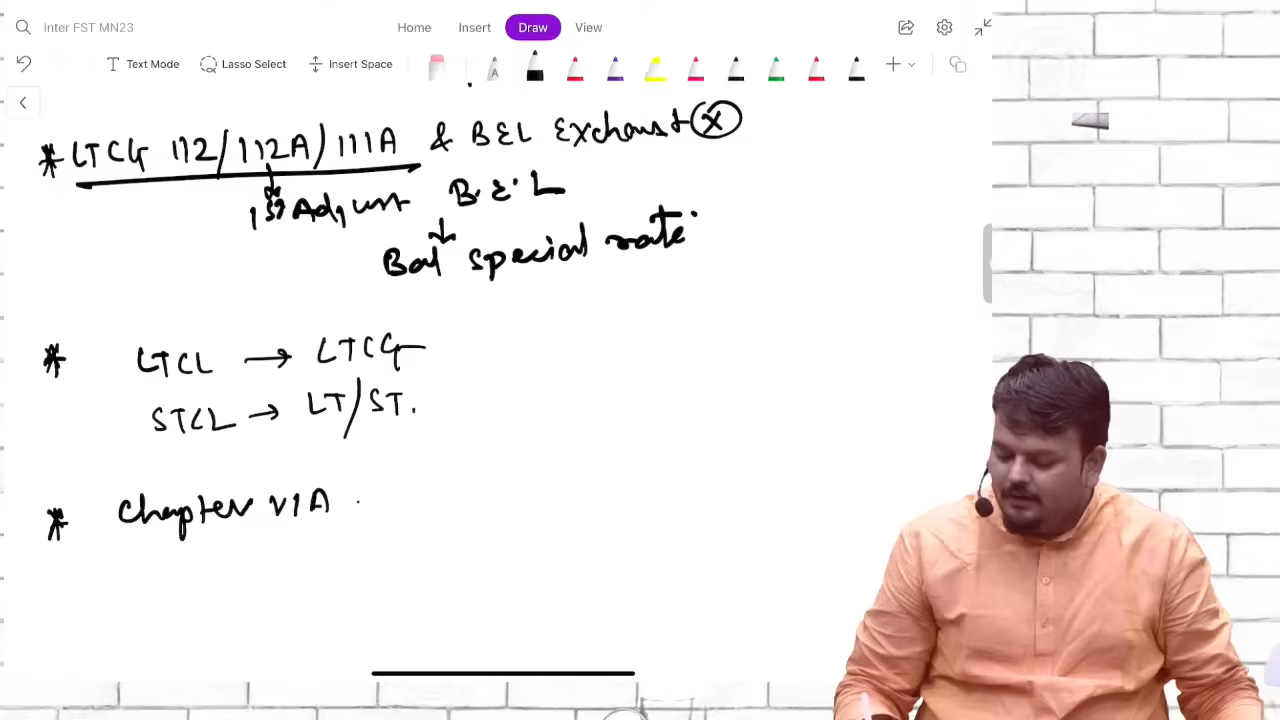 Inter FST MN23
Home Insert Draw View
Text Mode Lasso Select Insert Space
* LTCG 112/112A/111A & BEL Exchaust X
1st Adjust B.E.L
Bal special rate.
* LTCL → LTCG
STCL → LT/ST.
* Chapter VIA